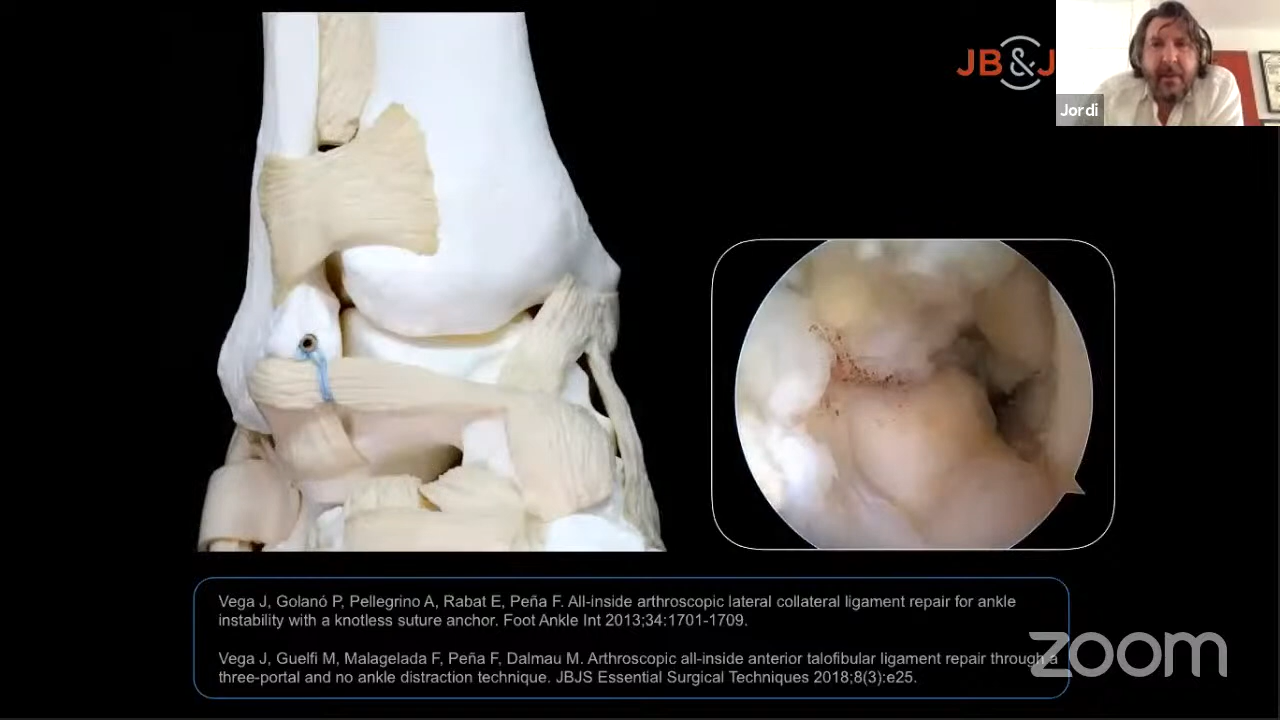 JB&J
Jordi
Vega J, Golanó P, Pellegrino A, Rabat E, Peña F. All-inside arthroscopic lateral collateral ligament repair for ankle
instability with a knotless suture anchor. Foot Ankle Int 2013;34:1701-1709.
Vega J, Guelfi M, Malagelada F, Peña F, Dalmau M. Arthroscopic all-inside anterior talofibular ligament repair through a
three-portal and no ankle distraction technique. JBJS Essential Surgical Techniques 2018;8(3):e25.
zoom